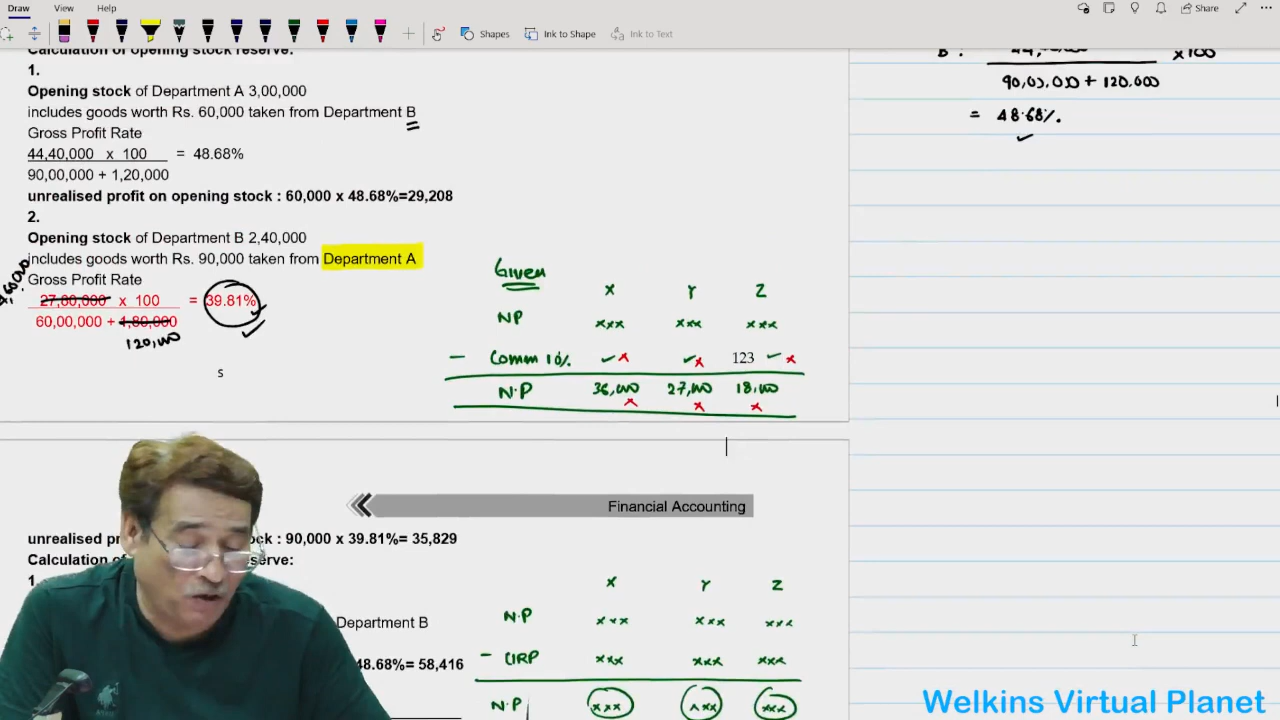 Draw View Help
Share
Shapes Ink to Shape Ink to Text
Calculation of opening stock reserve:
1.
Opening stock of Department A 3,00,000
includes goods worth Rs. 60,000 taken from Department B
Gross Profit Rate
44,40,000 x 100 = 48.68%
90,00,000 + 1,20,000
unrealised profit on opening stock : 60,000 x 48.68%=29,208
2.
Opening stock of Department B 2,40,000
includes goods worth Rs. 90,000 taken from Department A
Gross Profit Rate
27,60,000 x 100 = 39.81%
60,00,000 + 1,80,000
120,000
s
B : x100
90,00,000 + 120,000
= 48.68%
Given
X Y Z
NP xxx xxx xxx
- Comm 10% ✓x ✓x 123 ✓x
N.P 36,000 27,000 18,000
x x x
Financial Accounting
unrealised 90,000 x 39.81%= 35,829
Calculation
1
Department B
48.68%= 58,416
X Y Z
N.P xxx xxx xxx
- URP xxx xxx xxx
N.P xxx xxx xxx
Welkins Virtual Planet